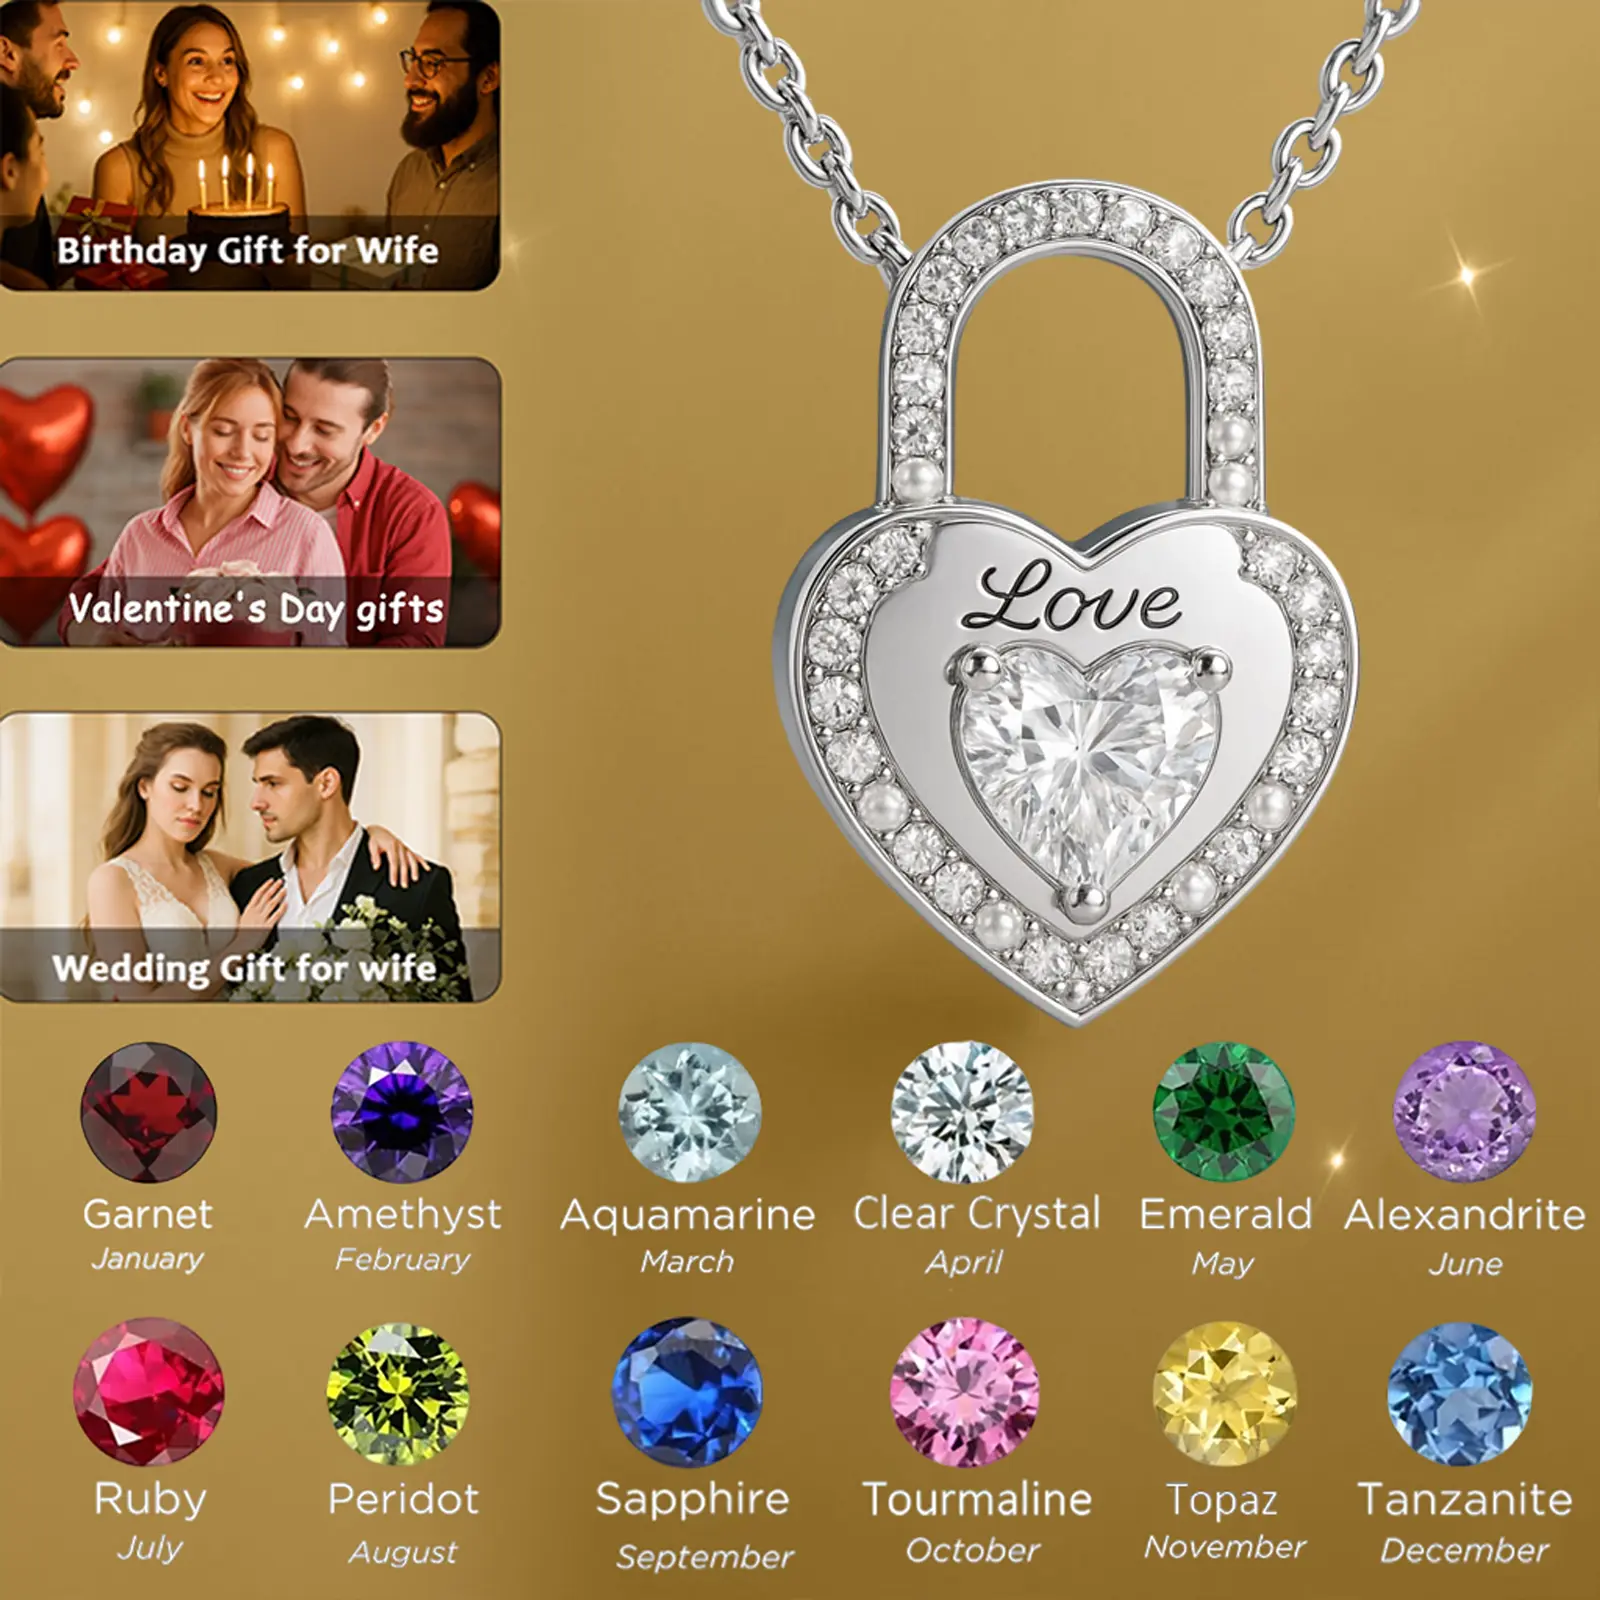 Birthday Gift for Wife
Valentine's Day gifts
Wedding Gift for wife
Love
Garnet
January
Amethyst
February
Aquamarine
March
Clear Crystal
April
Emerald
May
Alexandrite
June
Ruby
July
Peridot
August
Sapphire
September
Tourmaline
October
Topaz
November
Tanzanite
December